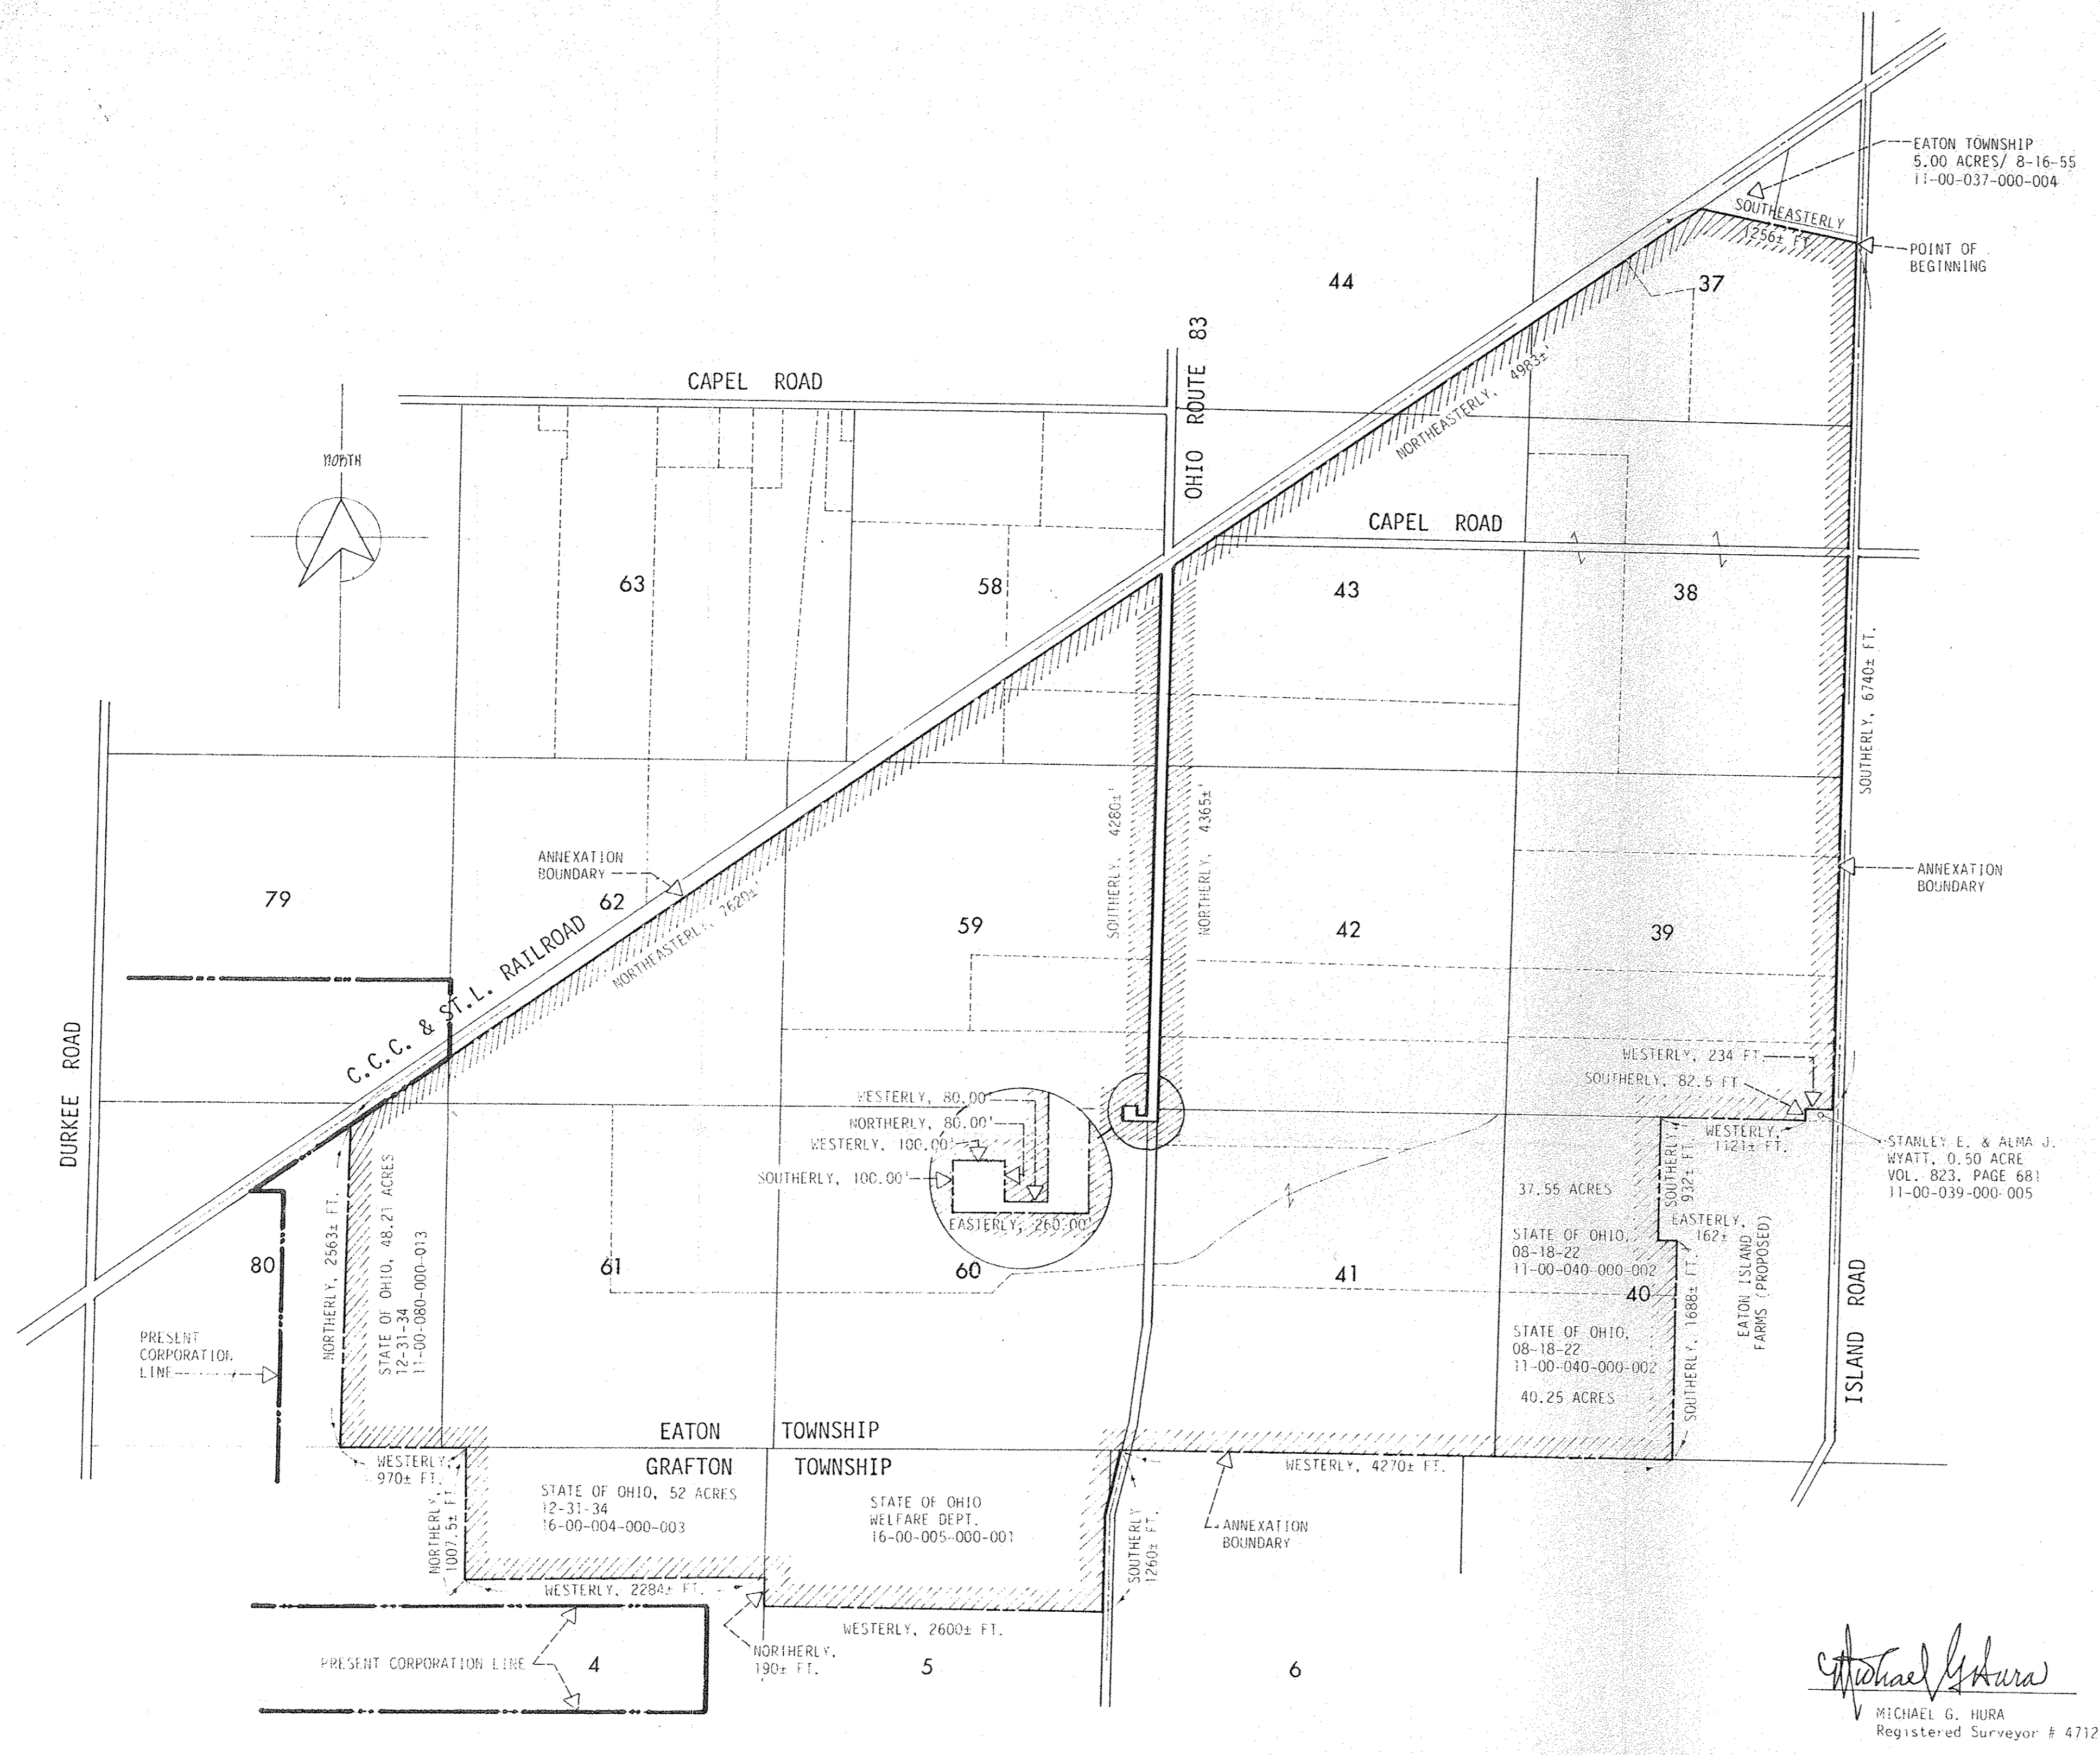 EATON TOWNSHIP
5.00 ACRES/ 8-16-55
11-00-037-000-004
SOUTHEASTERLY
1256± FT.
POINT OF
BEGINNING
44
37
OHIO ROUTE 83
CAPEL ROAD
NORTHEASTERLY, 4983±'
NORTH
CAPEL ROAD
63
58
43
38
SOUTHERLY, 6740± FT.
SOUTHERLY, 4280±'
NORTHERLY, 4365±'
ANNEXATION
BOUNDARY
ANNEXATION
BOUNDARY
79
62
59
42
39
NORTHEASTERLY, 7620±'
C.C.C. & ST.L. RAILROAD
DURKEE ROAD
WESTERLY, 234 FT.
SOUTHERLY, 82.5 FT.
WESTERLY, 80.00'
NORTHERLY, 80.00'
WESTERLY, 100.00'
SOUTHERLY, 100.00'
EASTERLY, 260.00'
WESTERLY,
1121± FT.
STANLEY E. & ALMA J.
WYATT, 0.50 ACRE
VOL. 823, PAGE 681
11-00-039-000-005
SOUTHERLY
932± FT.
37.55 ACRES
EASTERLY,
162±
STATE OF OHIO,
08-18-22
11-00-040-000-002
EATON ISLAND
FARMS (PROPOSED)
80
61
60
41
40
NORTHERLY, 2563± FT.
STATE OF OHIO, 48.21 ACRES
12-31-34
11-00-080-000-013
SOUTHERLY, 1688± FT.
ISLAND ROAD
PRESENT
CORPORATION
LINE
STATE OF OHIO,
08-18-22
11-00-040-000-002
40.25 ACRES
EATON TOWNSHIP
GRAFTON TOWNSHIP
WESTERLY,
970± FT.
WESTERLY, 4270± FT.
NORTHERLY,
1007.5± FT.
STATE OF OHIO, 52 ACRES
12-31-34
16-00-004-000-003
STATE OF OHIO
WELFARE DEPT.
16-00-005-000-001
SOUTHERLY
1260± FT.
ANNEXATION
BOUNDARY
WESTERLY, 2284± FT.
WESTERLY, 2600± FT.
NORTHERLY,
190± FT.
PRESENT CORPORATION LINE
4
5
6
Michael G Hura
MICHAEL G. HURA
Registered Surveyor # 4712